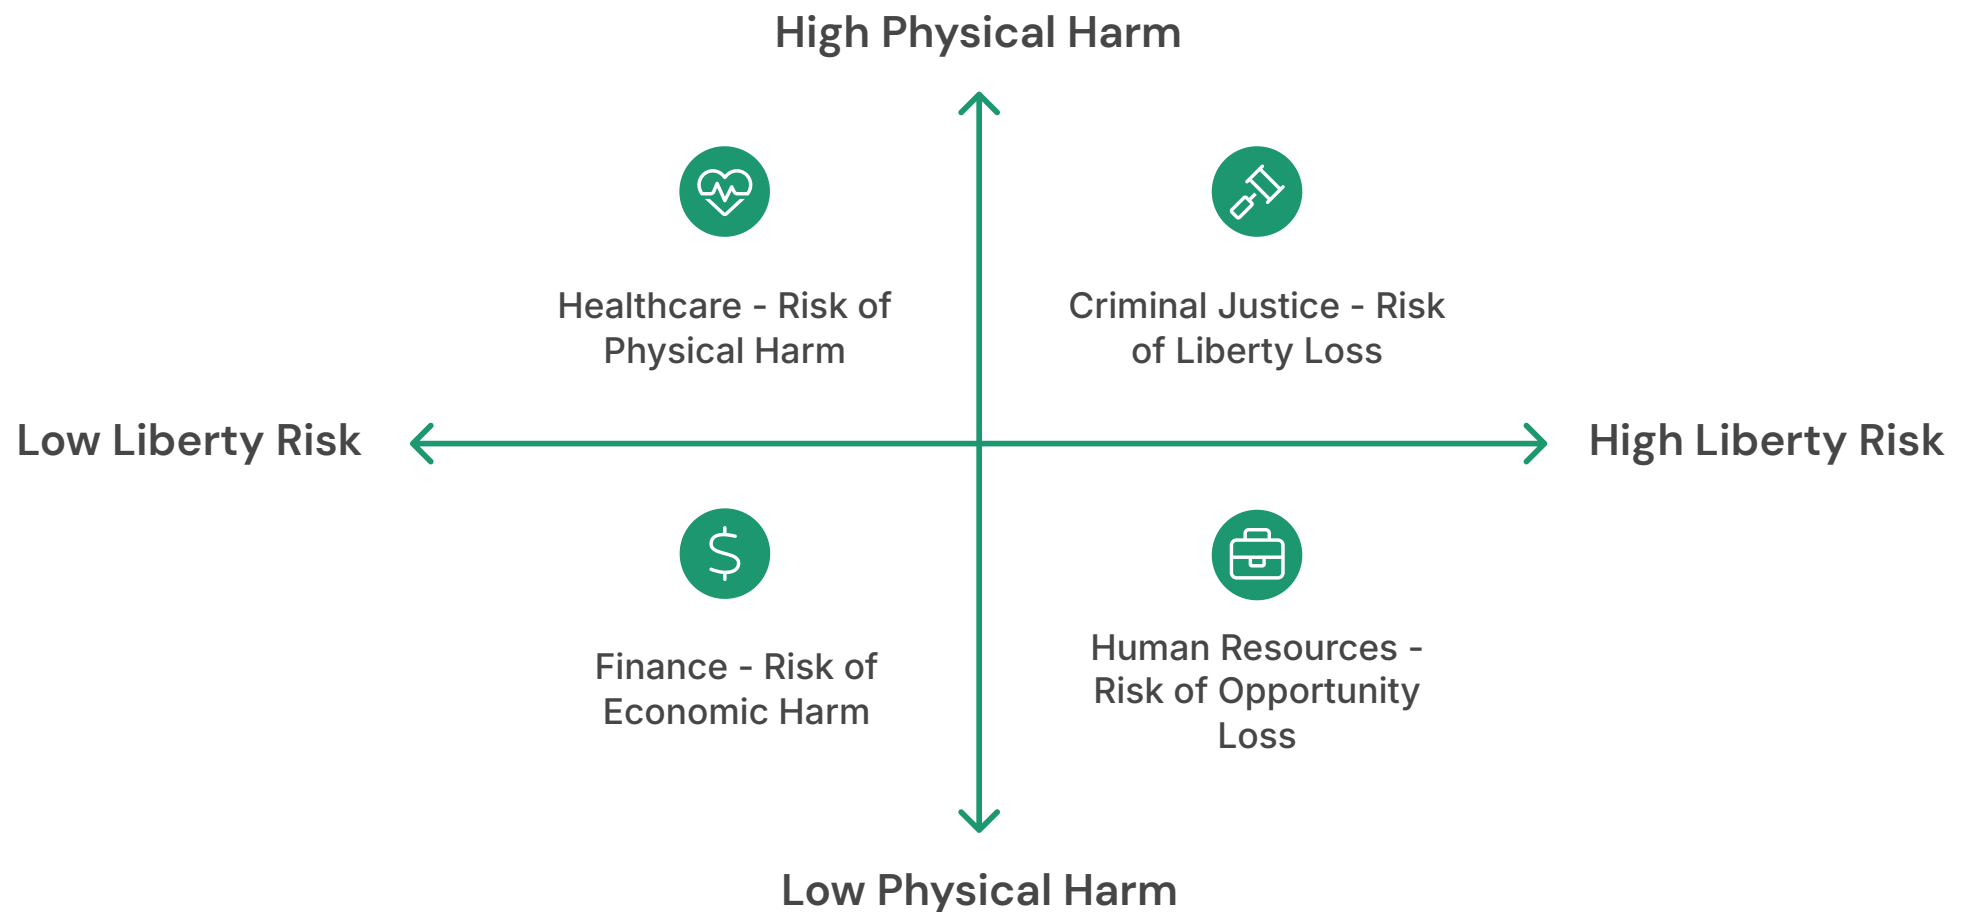 High Physical Harm
Healthcare - Risk of
Physical Harm
Criminal Justice - Risk
of Liberty Loss
Low Liberty Risk
High Liberty Risk
$
Finance - Risk of
Economic Harm
Human Resources -
Risk of Opportunity
Loss
Low Physical Harm